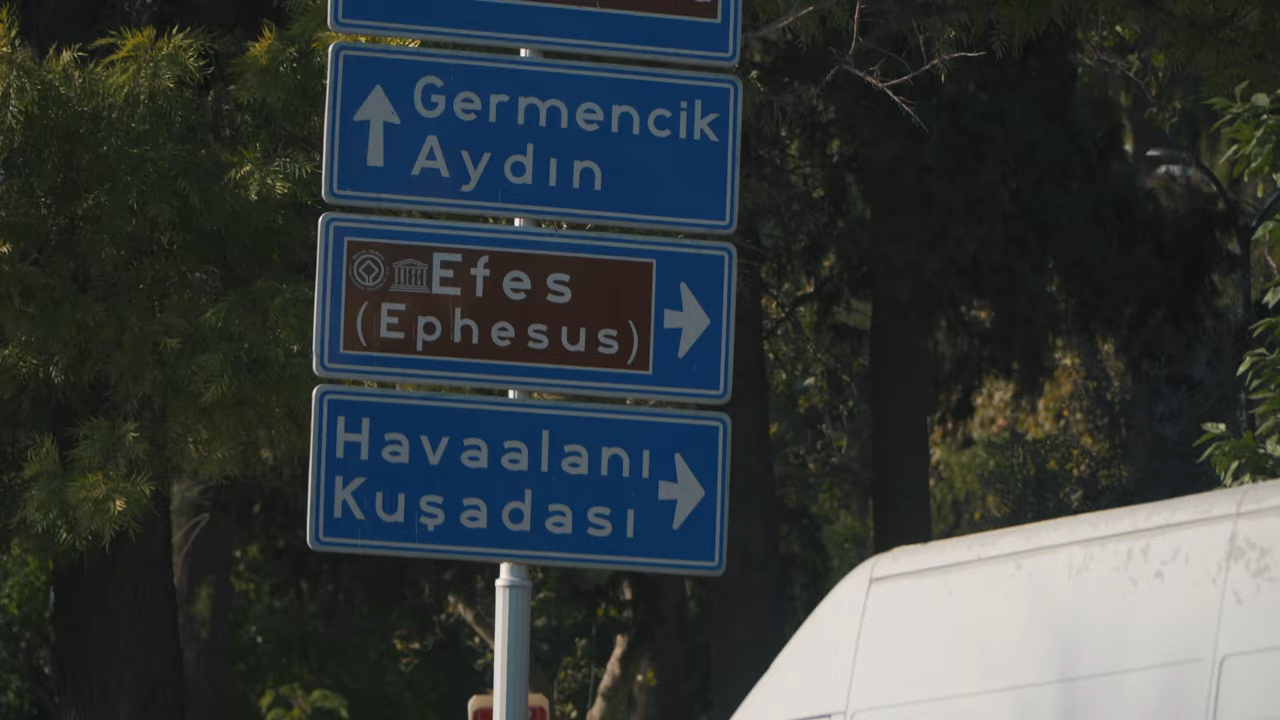 Germencik
Aydın
Efes
(Ephesus)
Havaalanı
Kuşadası